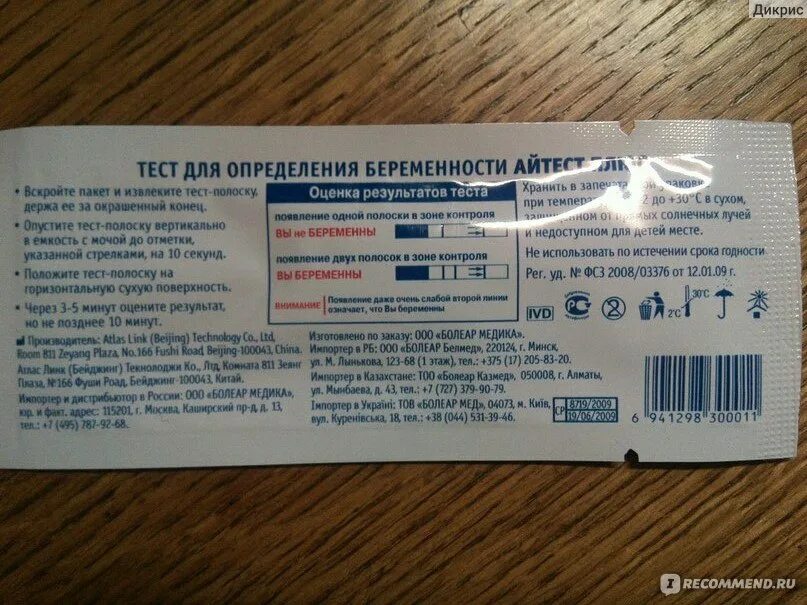 Дикрис
ТЕСТ ДЛЯ ОПРЕДЕЛЕНИЯ БЕРЕМЕННОСТИ АЙТЕСТ
• Вскройте пакет и извлеките тест-полоску,
держа ее за окрашенный конец.
• Опустите тест-полоску вертикально
в емкость с мочой до отметки,
указанной стрелками, на 10 секунд.
• Положите тест-полоску на
горизонтальную сухую поверхность.
• Через 3-5 минут оцените результат,
но не позднее 10 минут.
Оценка результатов теста
появление одной полоски в зоне контроля
ВЫ не БЕРЕМЕННЫ
появление двух полосок в зоне контроля
ВЫ БЕРЕМЕННЫ
ВНИМАНИЕ Появление даже очень слабой второй линии
означает, что Вы беременны
Хранить в
при 2 до +30°C в сухом,
от прямых солнечных лучей
и недоступном для детей месте.
Не использовать по истечении срока годности
Рег. уд. № ФСЗ 2008/03376 от 12.01.09 г.
IVD
2°C
30°C
Производитель: Atlas Link (Beijing) Technology Co., Ltd,
Room 811 Zeyang Plaza, No.166 Fushi Road Beijing-100043, China.
Атлас Линк (Бейджинг) Текнолоджи Ко., Лтд, Комната 811 Зеянг
Плаза, №166 Фуши Роад, Бейджинг-100043, Китай.
Импортер и дистрибьютор в России: ООО «БОЛЕАР МЕДИКА»,
юр. и факт. адрес: 115201, г. Москва, Каширский пр-д, д. 13,
тел.: +7 (495) 787-92-68.
Изготовлено по заказу: ООО «БОЛЕАР МЕДИКА».
Импортер в РБ: ООО «БОЛЕАР Белмед», 220124, г. Минск,
ул. М. Лынькова, 123-68 (1 этаж), тел.: +375 (17) 205-83-20.
Импортер в Казахстане: ТОО «Болеар Казмед», 050008, г. Алматы,
ул. Мынбаева, д. 43, тел.: +7 (727) 379-90-79.
Імпортер в Україні: ТОВ «БОЛЕАР МЕД», 04073, м. Київ,
вул. Куренівська, 18, тел.: +38 (044) 531-39-46.
СР 8719/2009
19/06/2009
6 941298 300011
I RECOMMEND.RU